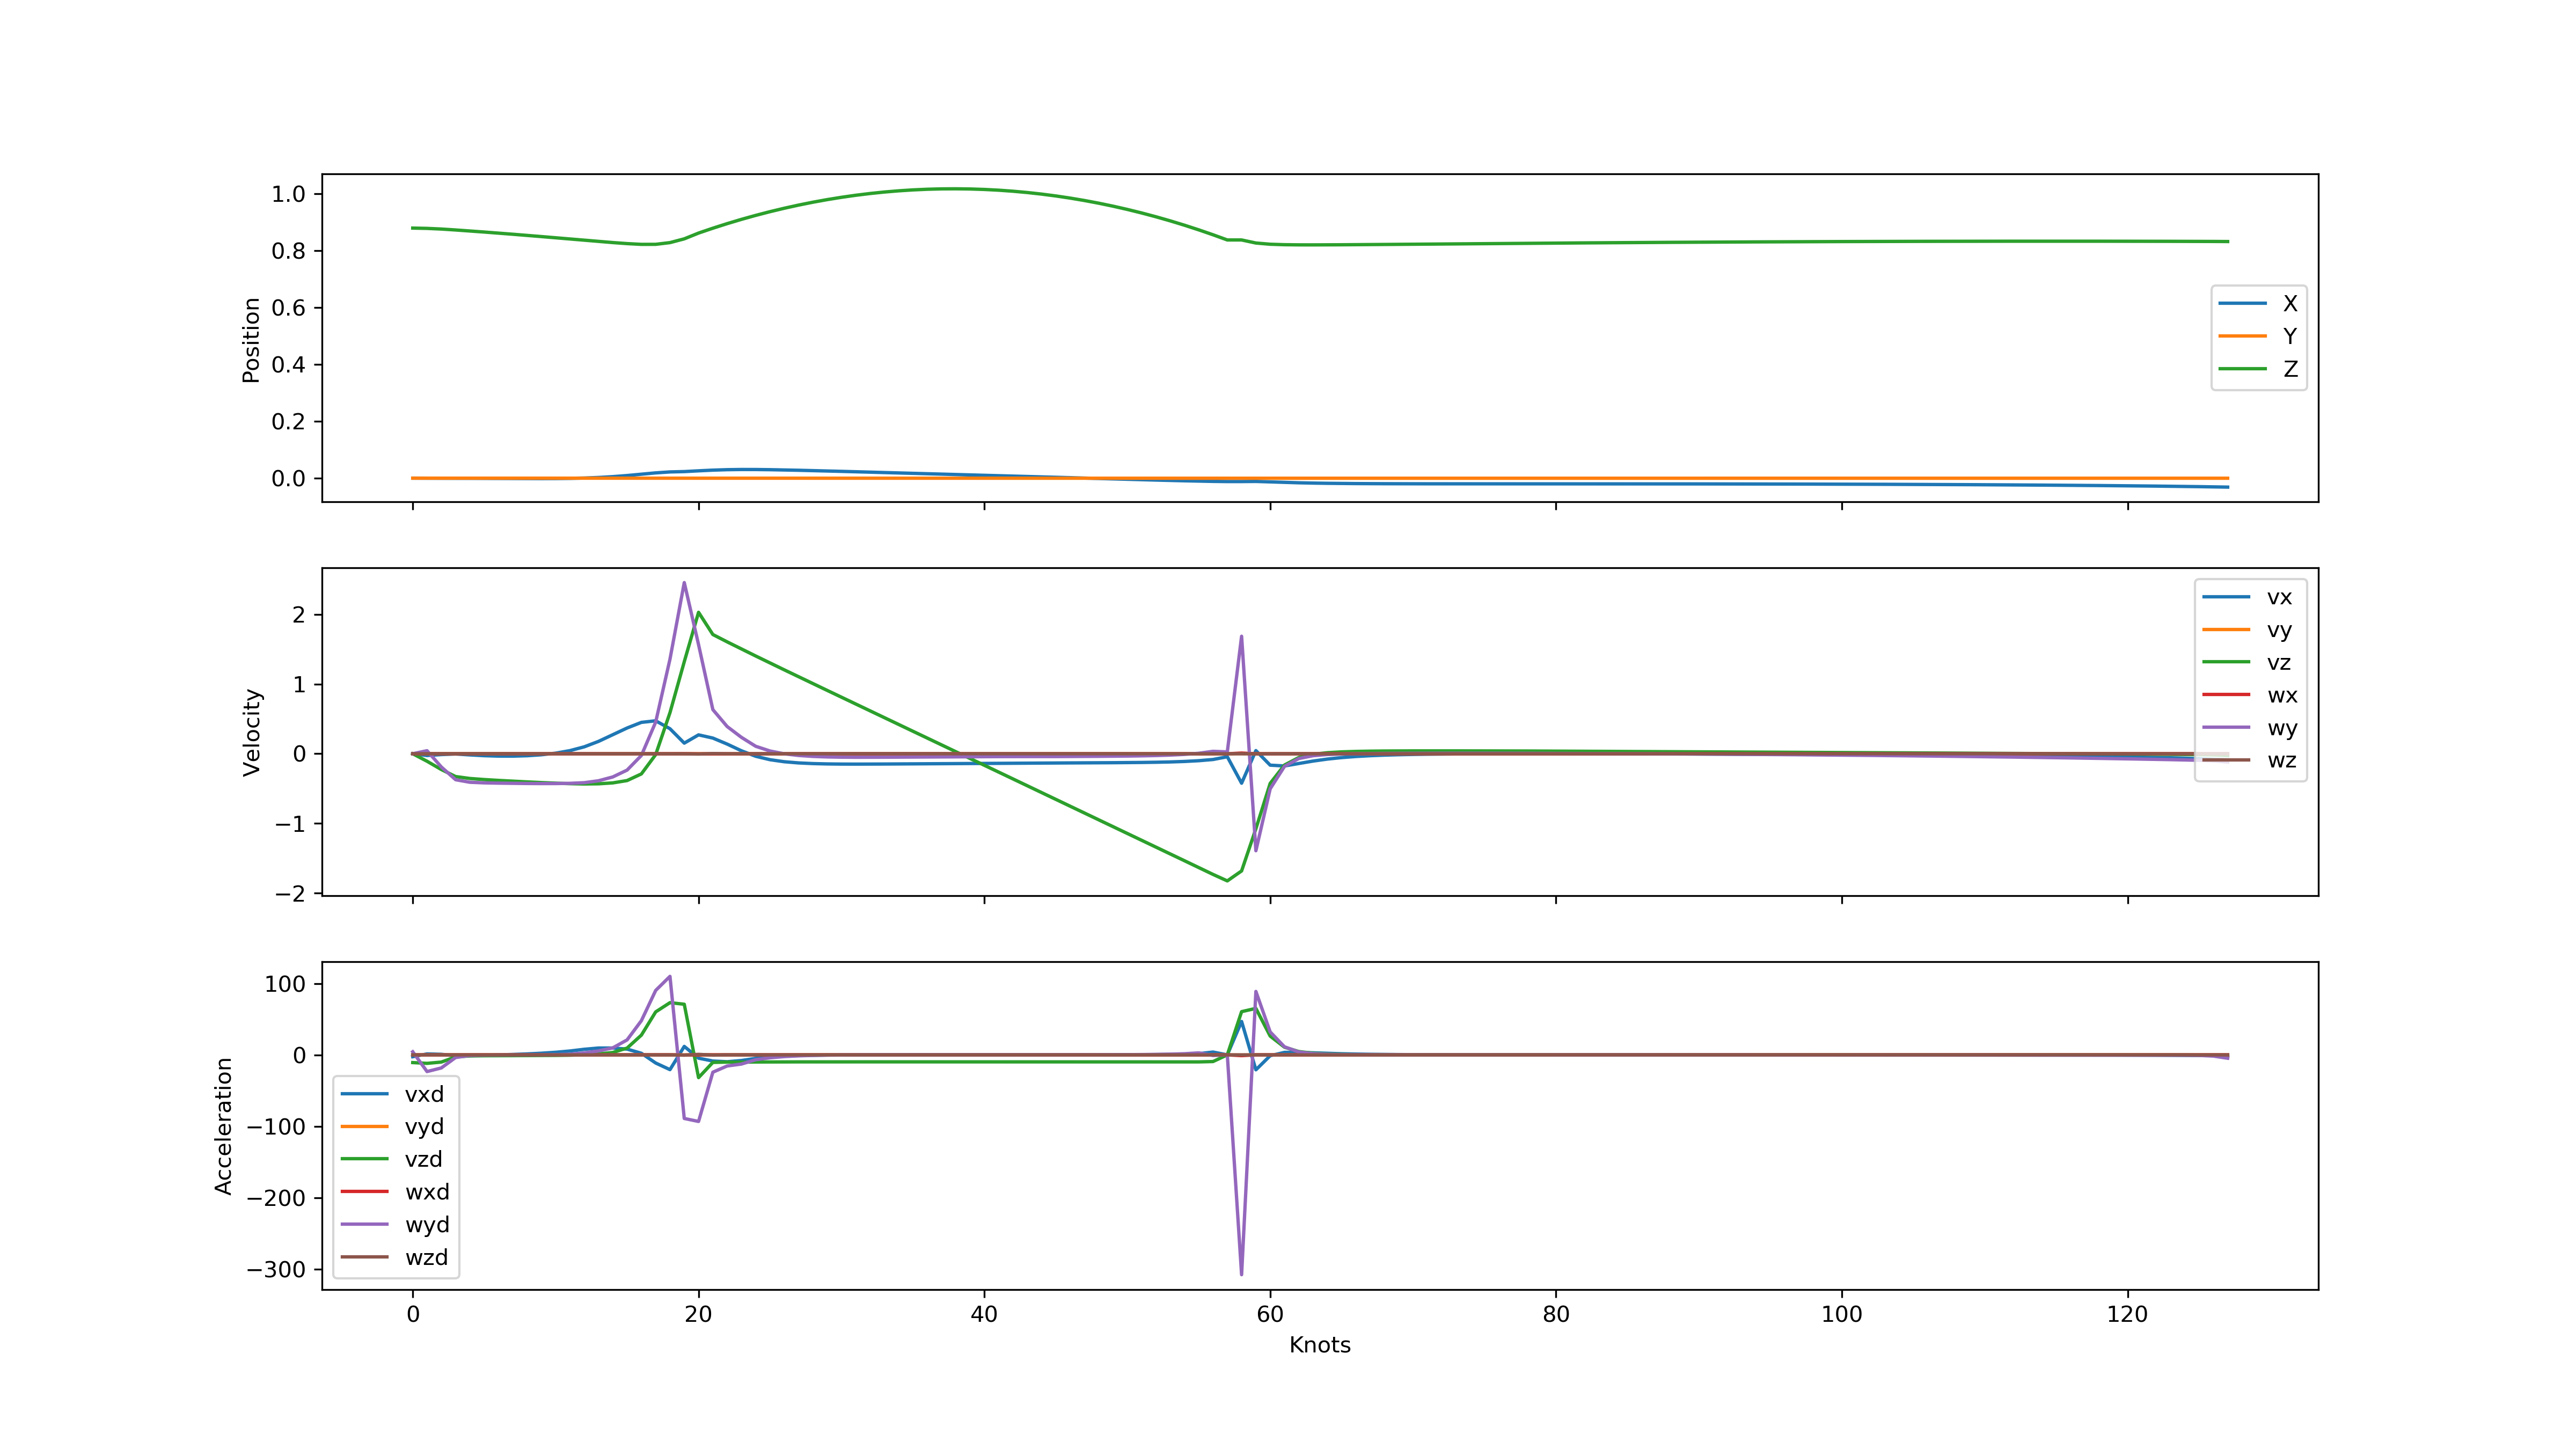 1.0
0.8
0.6
0.4
0.2
0.0
Position
X
Y
Z
2
1
0
−1
−2
Velocity
vx
vy
vz
wx
wy
wz
100
0
−100
−200
−300
Acceleration
vxd
vyd
vzd
wxd
wyd
wzd
0
20
40
60
80
100
120
Knots